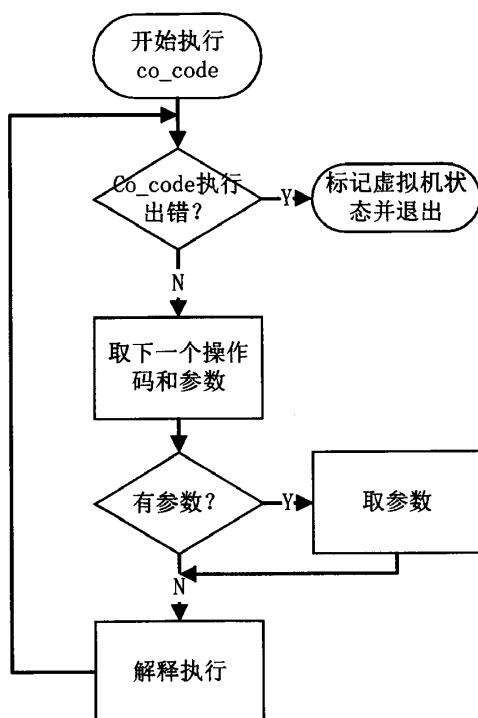 开始执行
co_code
Co_code执行
出错？
Y
标记虚拟机状
态并退出
N
取下一个操作
码和参数
有参数？
Y
取参数
N
解释执行